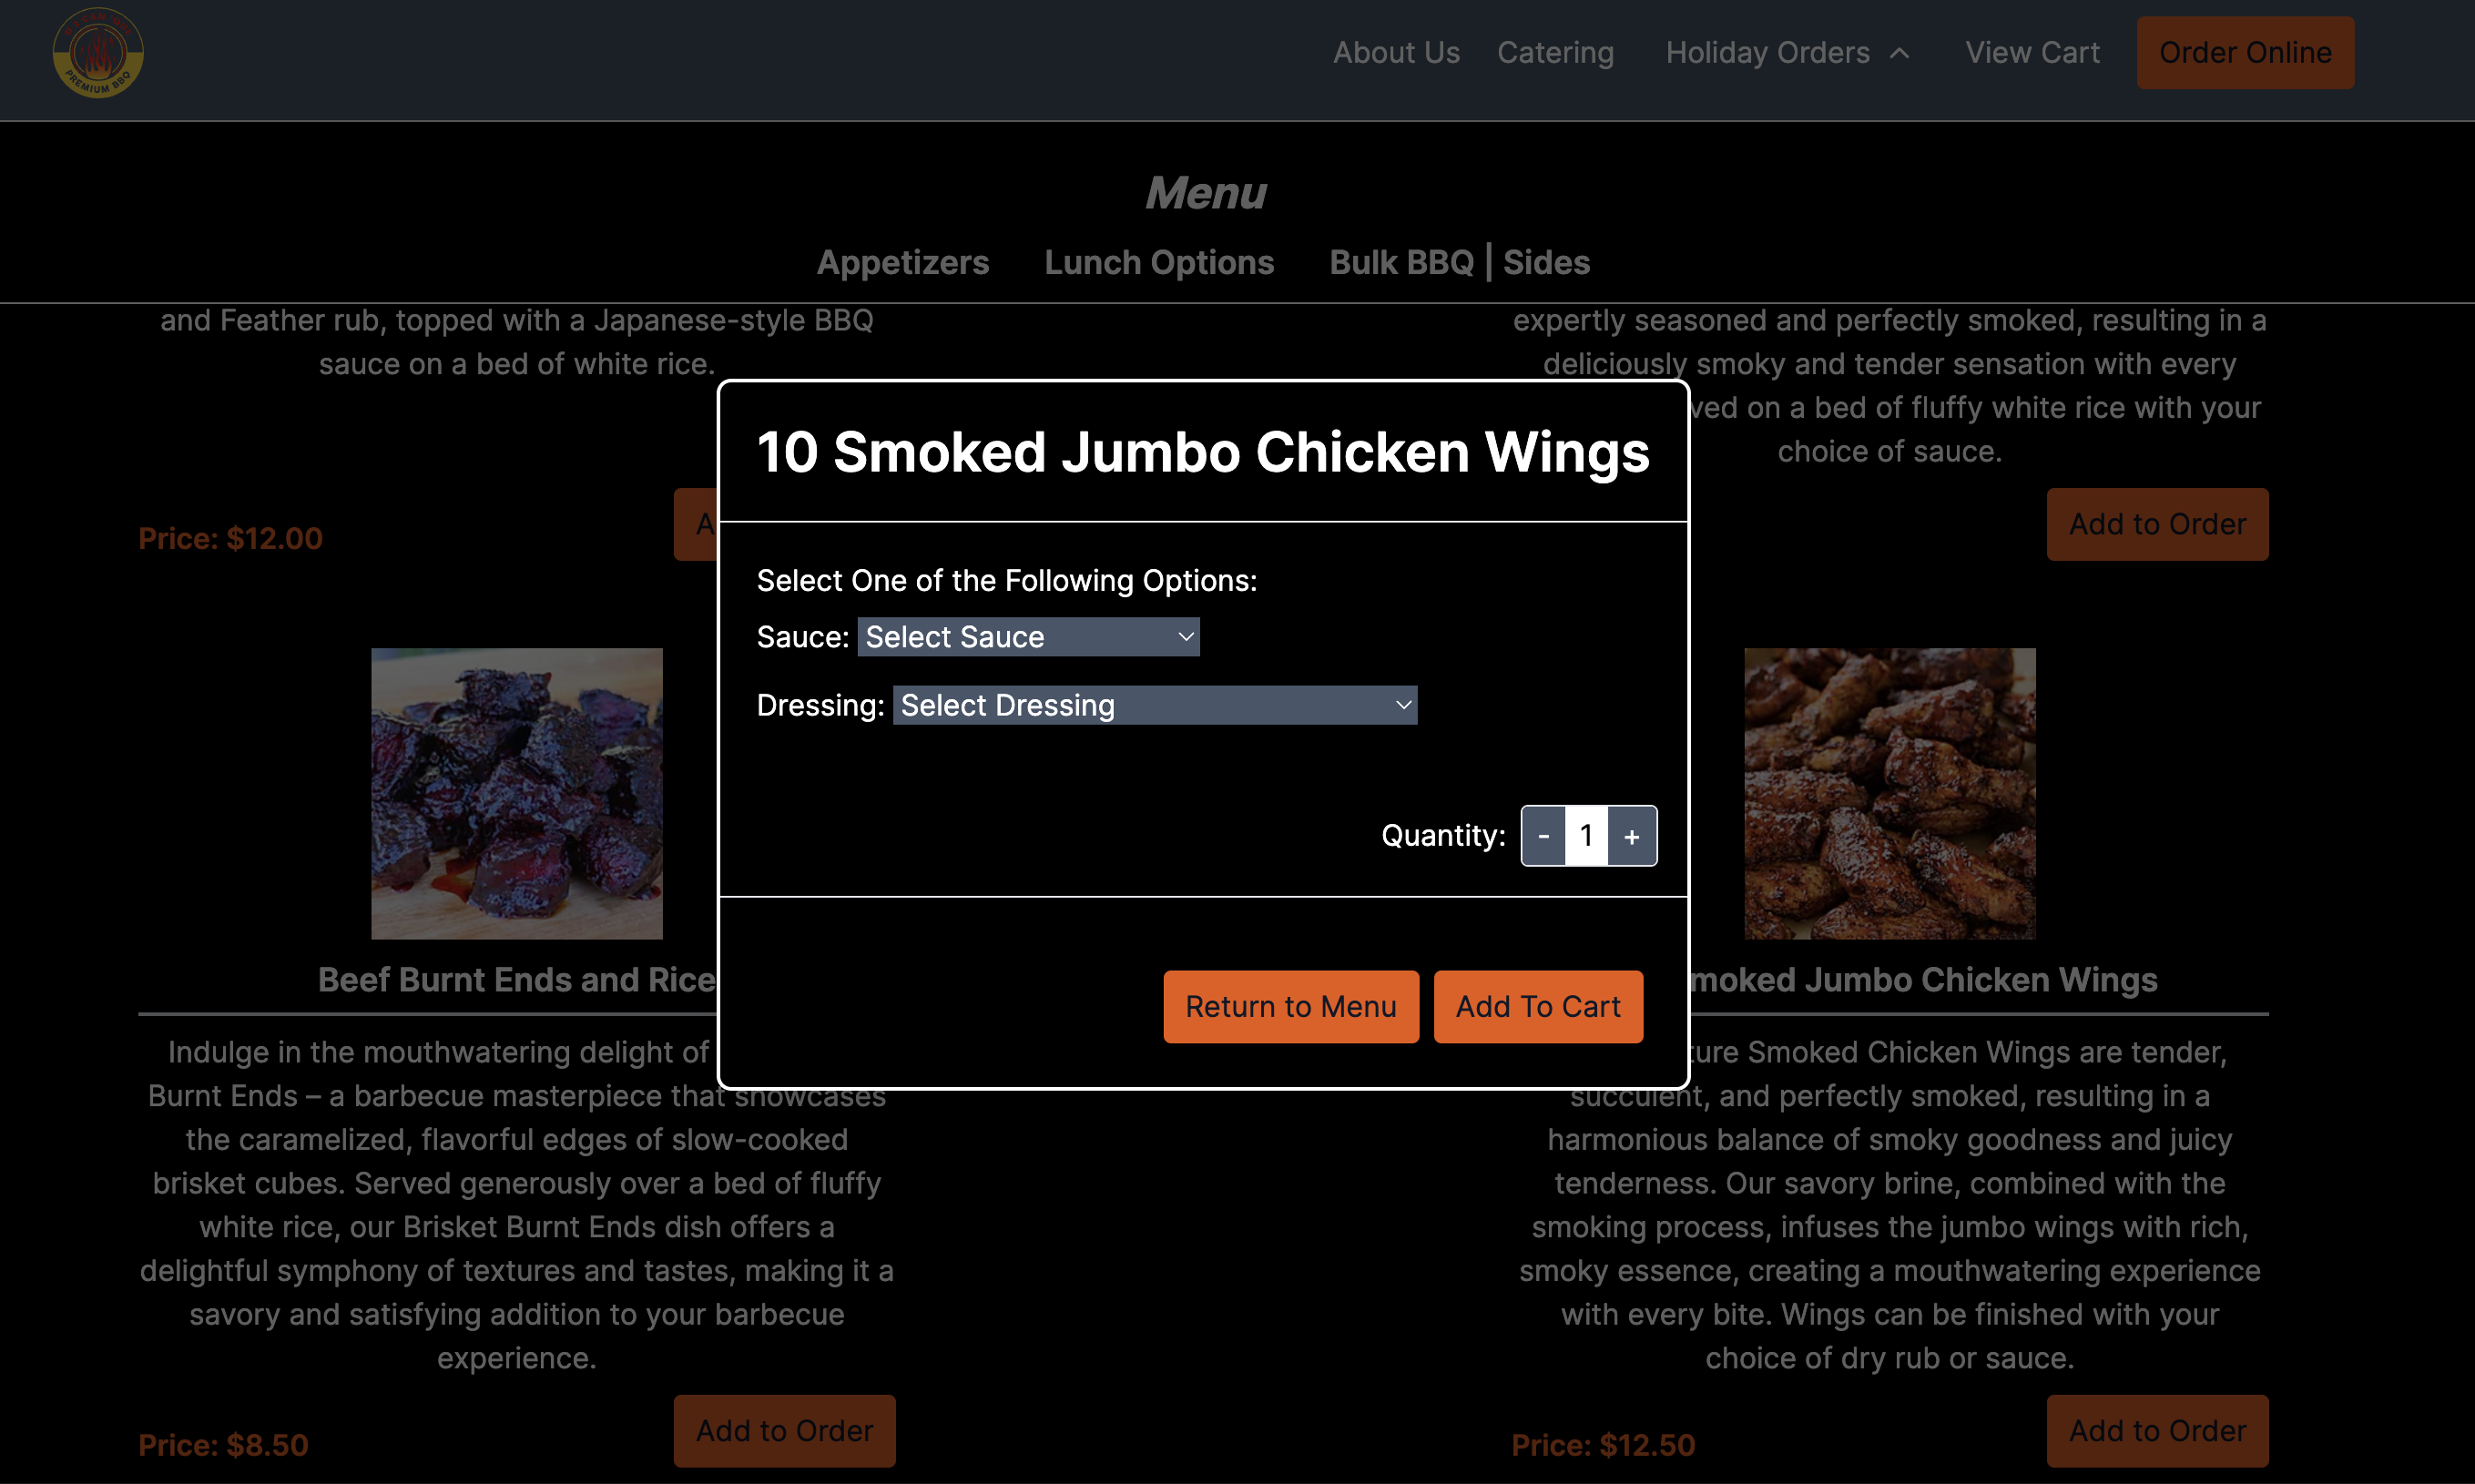 PREMIUM BBQ
About Us Catering Holiday Orders View Cart Order Online
Menu
Appetizers Lunch Options Bulk BBQ | Sides
and Feather rub, topped with a Japanese-style BBQ
sauce on a bed of white rice.
Price: $12.00
A
expertly seasoned and perfectly smoked, resulting in a
deliciously smoky and tender sensation with every
ved on a bed of fluffy white rice with your
choice of sauce.
Add to Order
10 Smoked Jumbo Chicken Wings
Select One of the Following Options:
Sauce: Select Sauce
Dressing: Select Dressing
Quantity: - 1 +
Return to Menu Add To Cart
Beef Burnt Ends and Rice
Indulge in the mouthwatering delight of
Burnt Ends – a barbecue masterpiece that showcases
the caramelized, flavorful edges of slow-cooked
brisket cubes. Served generously over a bed of fluffy
white rice, our Brisket Burnt Ends dish offers a
delightful symphony of textures and tastes, making it a
savory and satisfying addition to your barbecue
experience.
Price: $8.50
Add to Order
moked Jumbo Chicken Wings
ture Smoked Chicken Wings are tender,
succulent, and perfectly smoked, resulting in a
harmonious balance of smoky goodness and juicy
tenderness. Our savory brine, combined with the
smoking process, infuses the jumbo wings with rich,
smoky essence, creating a mouthwatering experience
with every bite. Wings can be finished with your
choice of dry rub or sauce.
Price: $12.50
Add to Order